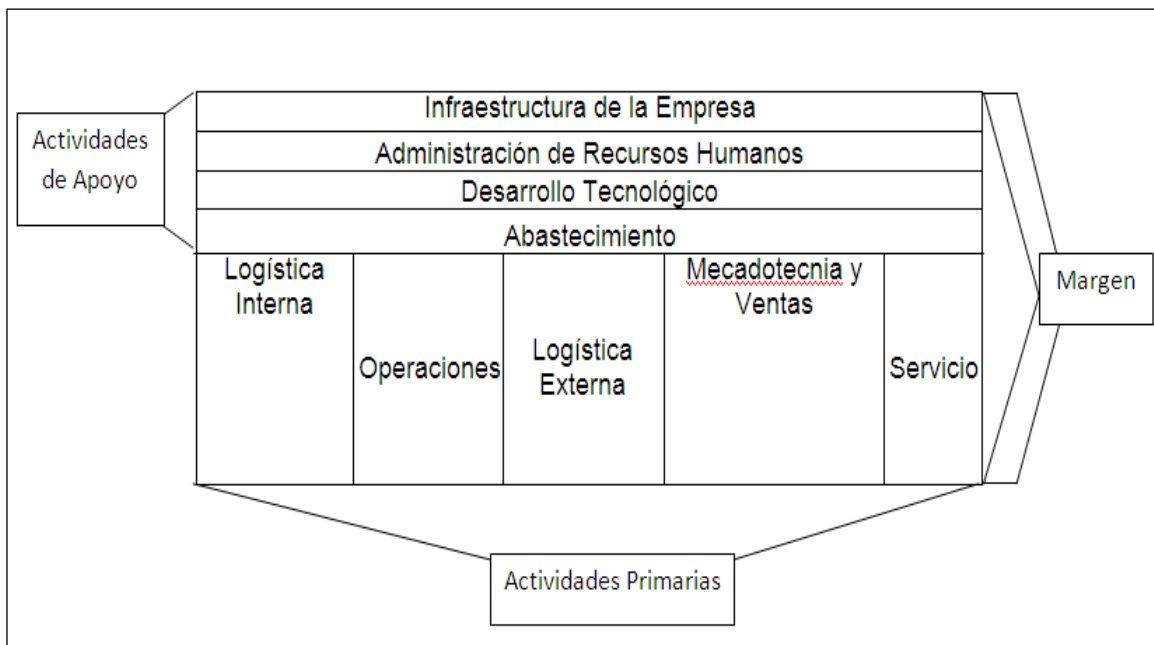 Infraestructura de la Empresa
Actividades
de Apoyo
Administración de Recursos Humanos
Desarrollo Tecnológico
Abastecimiento
Logística
Interna
Operaciones
Logística
Externa
Mecadotecnia y
Ventas
Servicio
Margen
Actividades Primarias